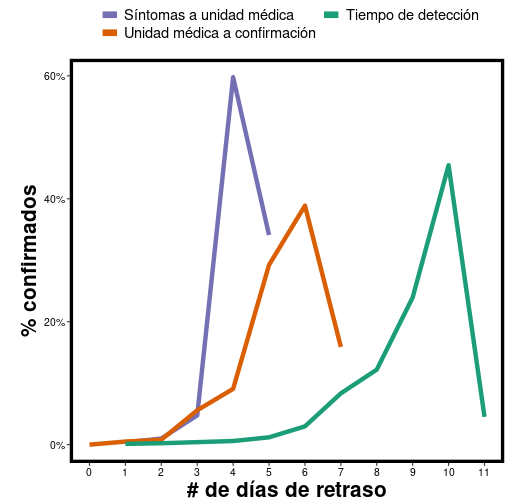 Síntomas a unidad médica
Tiempo de detección
Unidad médica a confirmación
60%
40%
20%
0%
% confirmados
0 1 2 3 4 5 6 7 8 9 10 11
# de días de retraso